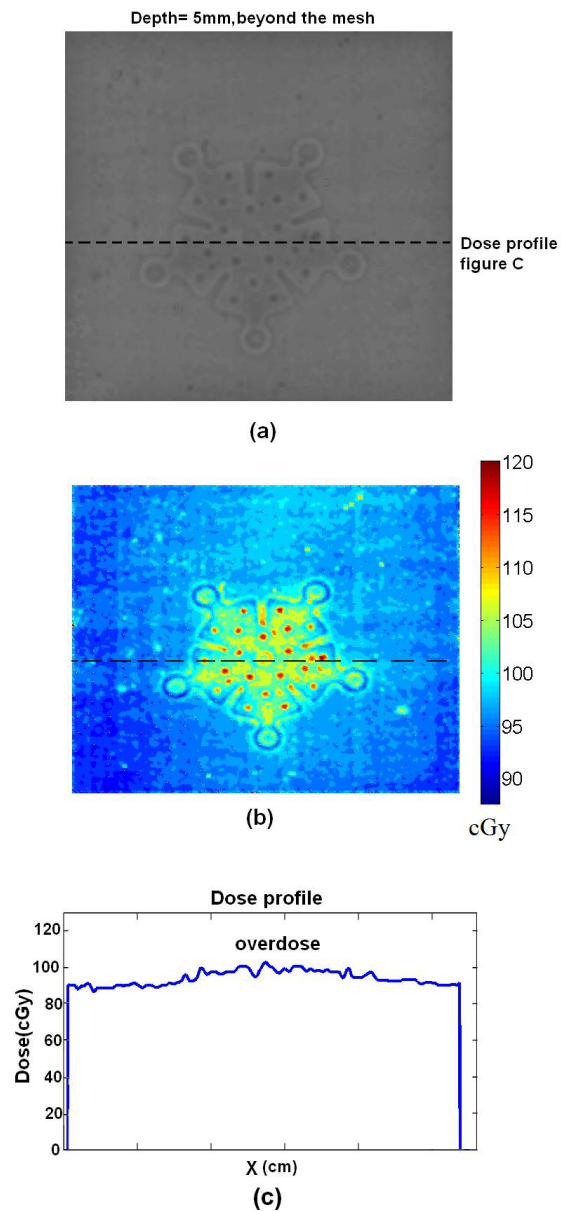 Depth= 5mm,beyond the mesh
Dose profile
figure C
(a)
120
115
110
105
100
95
90
cGy
(b)
Dose profile
overdose
120
100
80
60
40
20
0
Dose(cGy)
X (cm)
(c)